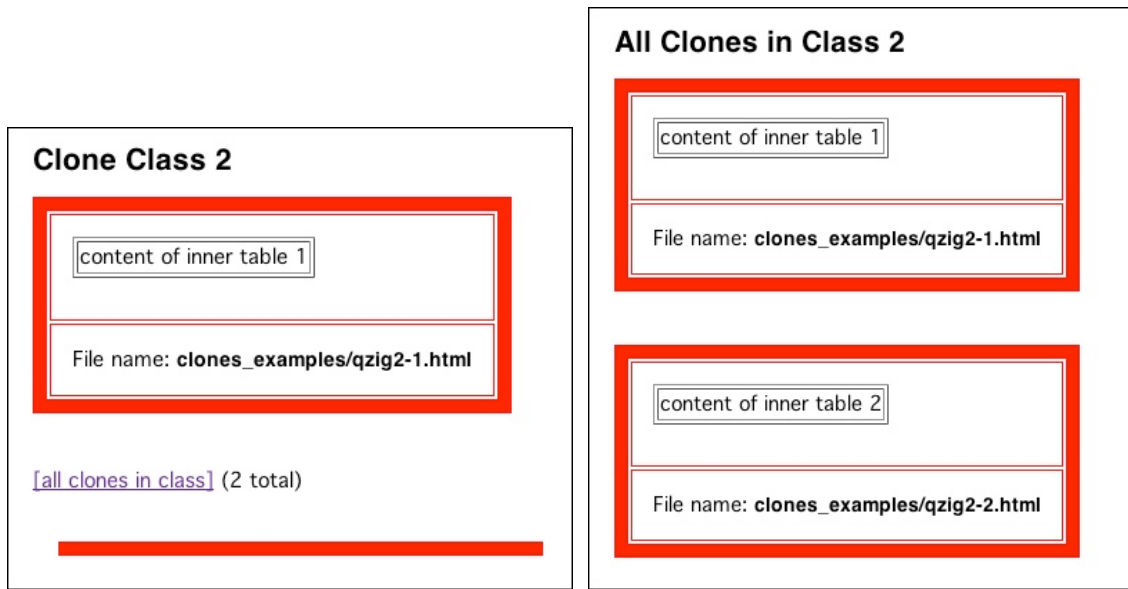 Clone Class 2
content of inner table 1
File name: clones_examples/qzig2-1.html
[all clones in class] (2 total)
All Clones in Class 2
content of inner table 1
File name: clones_examples/qzig2-1.html
content of inner table 2
File name: clones_examples/qzig2-2.html